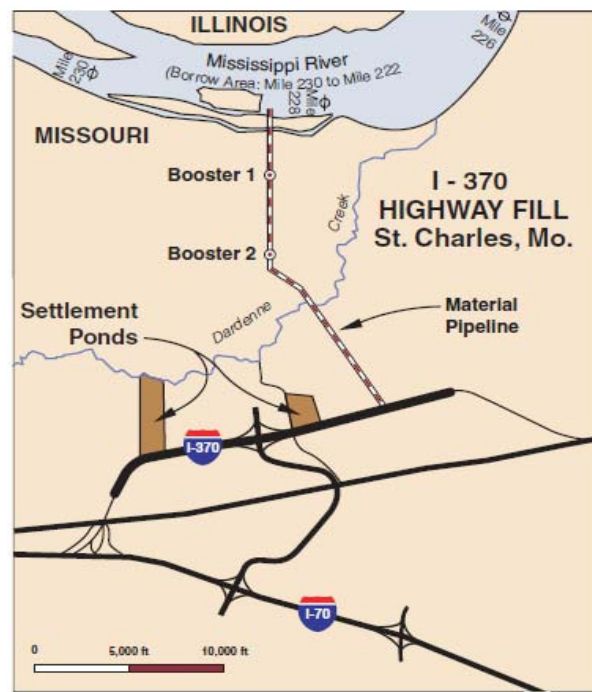 ILLINOIS
Mile
226
Mississippi River
(Borrow Area: Mile 230 to Mile 222
Mile
230
Mile
228
MISSOURI
Booster 1
I - 370
HIGHWAY FILL
St. Charles, Mo.
Creek
Booster 2
Settlement
Ponds
Dardenne
Material
Pipeline
I-370
I-70
0
5,000 ft
10,000 ft